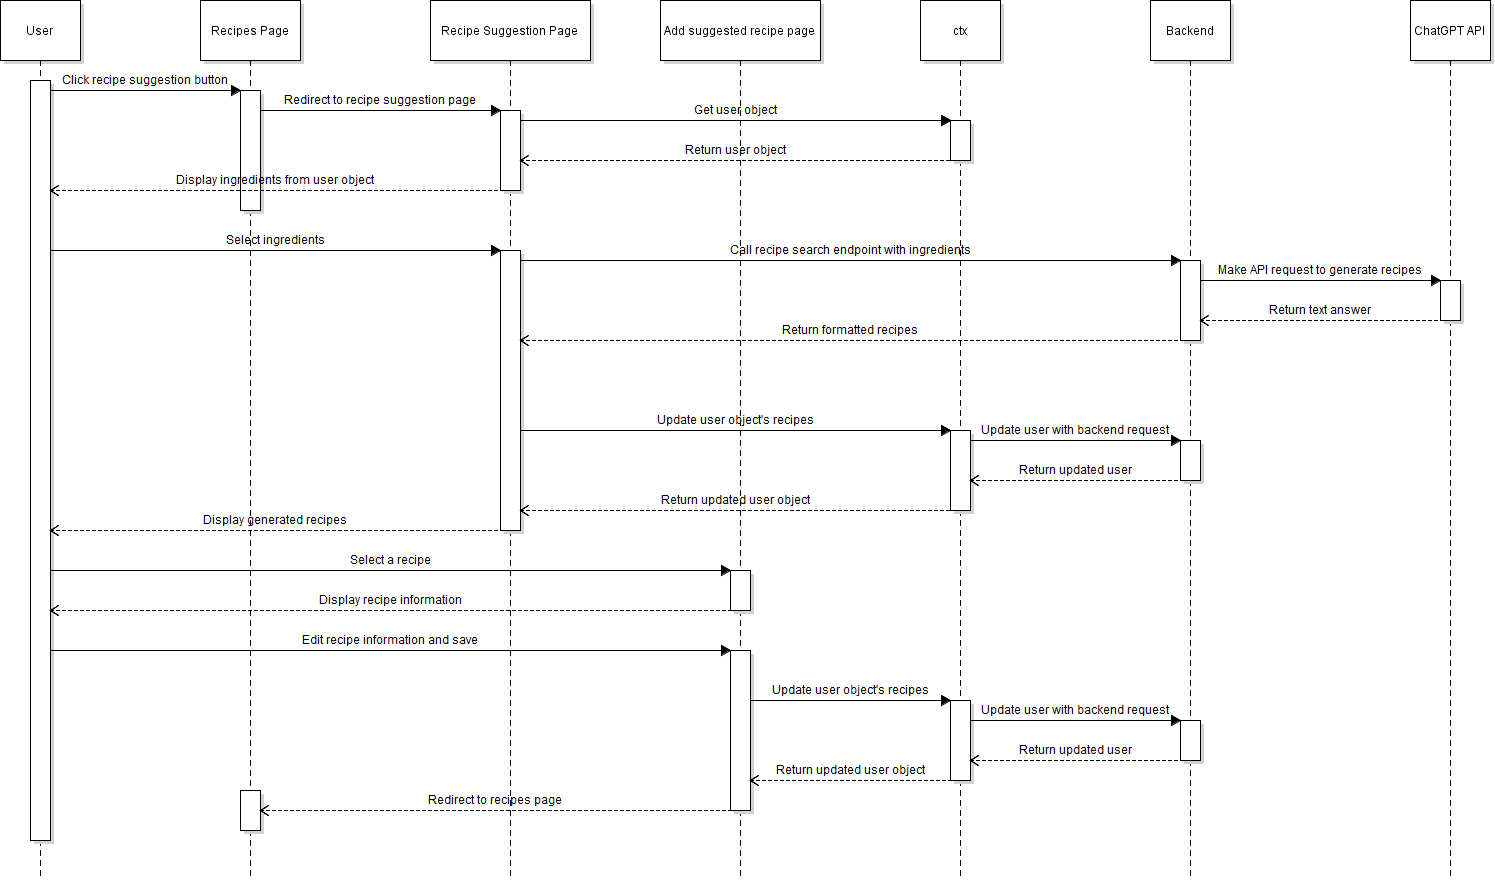 User
Recipes Page
Recipe Suggestion Page
Add suggested recipe page
ctx
Backend
ChatGPT API
Click recipe suggestion button
Redirect to recipe suggestion page
Get user object
Return user object
Display ingredients from user object
Select ingredients
Call recipe search endpoint with ingredients
Make API request to generate recipes
Return text answer
Return formatted recipes
Update user object's recipes
Update user with backend request
Return updated user
Return updated user object
Display generated recipes
Select a recipe
Display recipe information
Edit recipe information and save
Update user object's recipes
Update user with backend request
Return updated user
Return updated user object
Redirect to recipes page